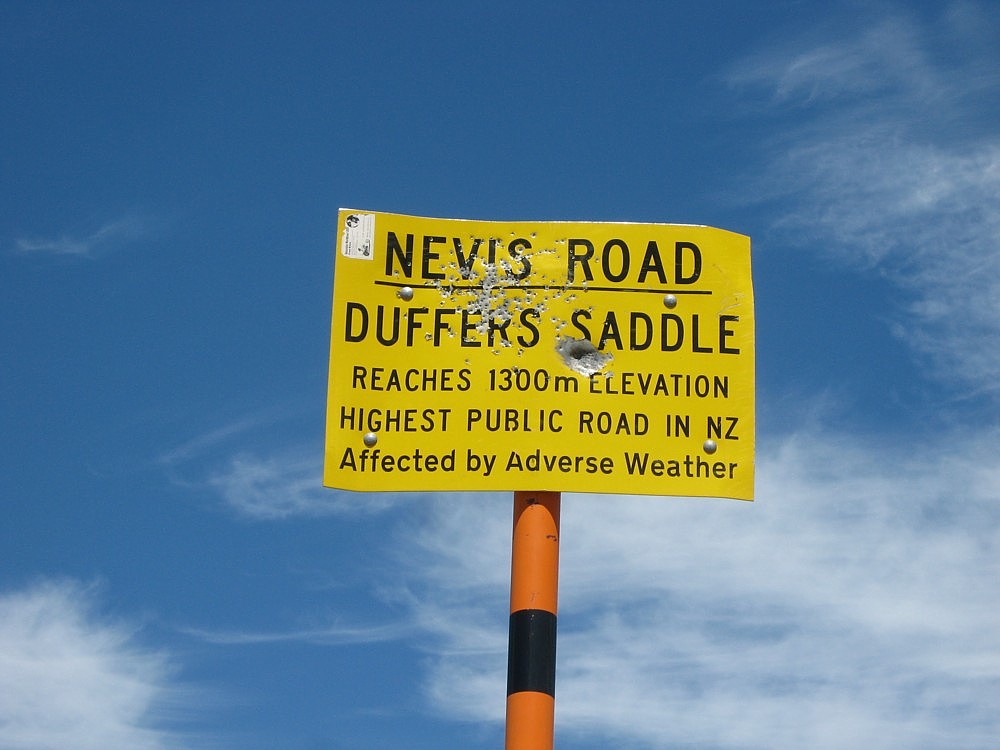 NEVIS ROAD
DUFFERS SADDLE
REACHES 1300m ELEVATION
HIGHEST PUBLIC ROAD IN NZ
Affected by Adverse Weather